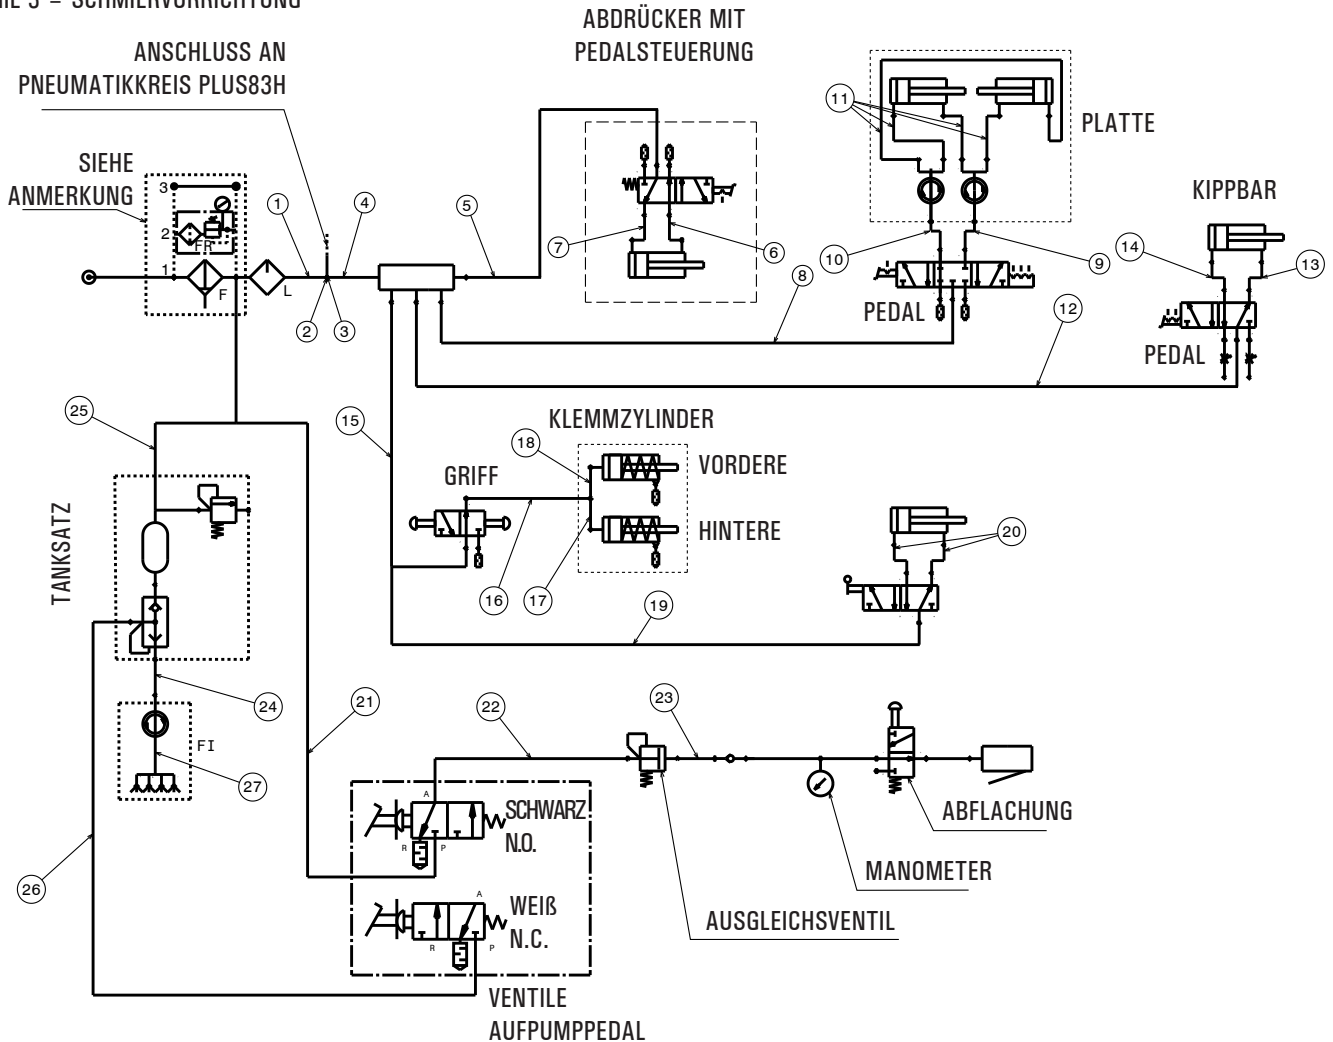 = SCHMIERVORRICHTUNG
ANSCHLUSS AN
PNEUMATIKKREIS PLUS83H
ABDRÜCKER MIT
PEDALSTEUERUNG
SIEHE
ANMERKUNG
3
2
FR
1
F
L
1
4
2
3
5
7
6
11
PLATTE
10
9
PEDAL
8
KIPPBAR
14
13
PEDAL
12
25
15
KLEMMZYLINDER
18
VORDERE
GRIFF
HINTERE
16
17
20
19
TANKSATZ
24
FI
27
26
21
22
23
A
SCHWARZ
N.O.
R
P
A
WEIß
N.C.
R
P
VENTILE
AUFPUMPPEDAL
ABFLACHUNG
MANOMETER
AUSGLEICHSVENTIL